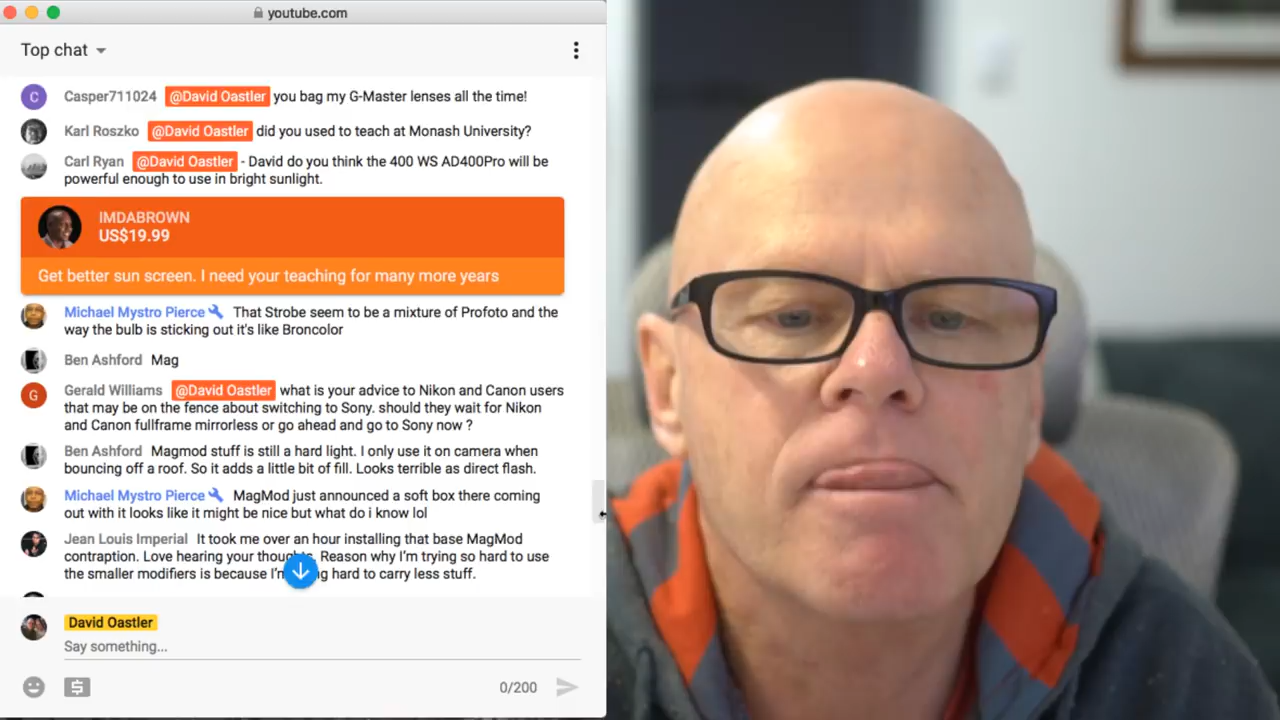 youtube.com
Top chat
C
Casper711024 @David Oastler you bag my G-Master lenses all the time!
Karl Roszko @David Oastler did you used to teach at Monash University?
Carl Ryan @David Oastler - David do you think the 400 WS AD400Pro will be
powerful enough to use in bright sunlight.
IMDABROWN
US$19.99
Get better sun screen. I need your teaching for many more years
Michael Mystro Pierce That Strobe seem to be a mixture of Profoto and the
way the bulb is sticking out it's like Broncolor
Ben Ashford Mag
G
Gerald Williams @David Oastler what is your advice to Nikon and Canon users
that may be on the fence about switching to Sony. should they wait for Nikon
and Canon fullframe mirrorless or go ahead and go to Sony now ?
Ben Ashford Magmod stuff is still a hard light. I only use it on camera when
bouncing off a roof. So it adds a little bit of fill. Looks terrible as direct flash.
Michael Mystro Pierce MagMod just announced a soft box there coming
out with it looks like it might be nice but what do i know lol
Jean Louis Imperial It took me over an hour installing that base MagMod
contraption. Love hearing your thoughts. Reason why I'm trying so hard to use
the smaller modifiers is because I'm g hard to carry less stuff.
David Oastler
Say something...
0/200